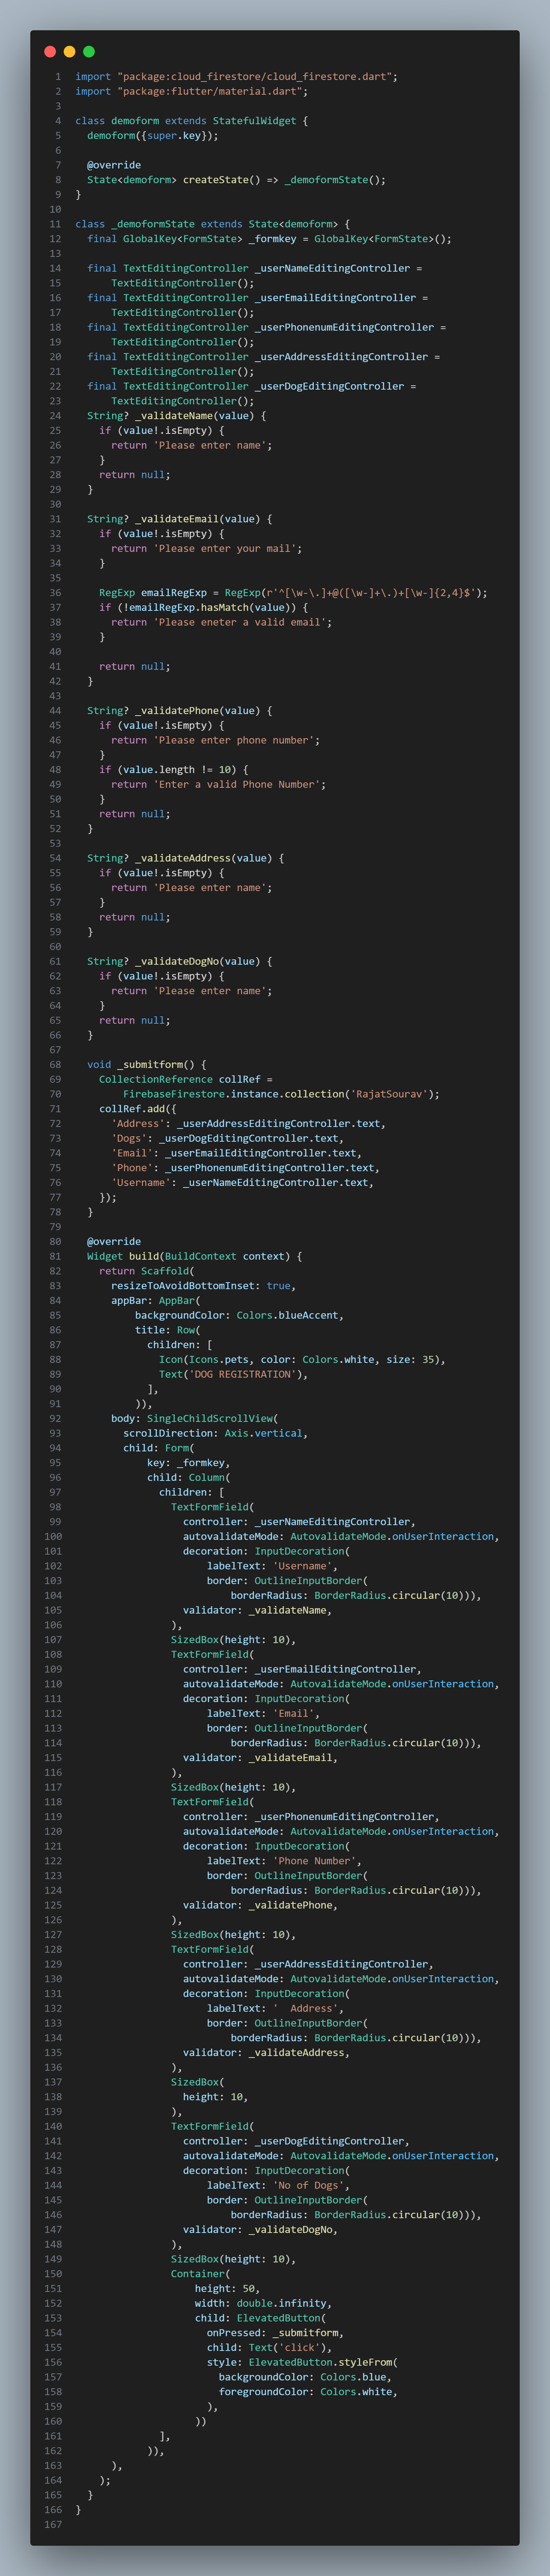 1 import "package:cloud_firestore/cloud_firestore.dart";
2 import "package:flutter/material.dart";
3
4 class demoform extends StatefulWidget {
5   demoform({super.key});
6
7   @override
8   State<demoform> createState() => _demoformState();
9 }
10
11 class _demoformState extends State<demoform> {
12   final GlobalKey<FormState> _formkey = GlobalKey<FormState>();
13
14   final TextEditingController _userNameEditingController =
15       TextEditingController();
16   final TextEditingController _userEmailEditingController =
17       TextEditingController();
18   final TextEditingController _userPhonenumEditingController =
19       TextEditingController();
20   final TextEditingController _userAddressEditingController =
21       TextEditingController();
22   final TextEditingController _userDogEditingController =
23       TextEditingController();
24   String? _validateName(value) {
25     if (value!.isEmpty) {
26       return 'Please enter name';
27     }
28     return null;
29   }
30
31   String? _validateEmail(value) {
32     if (value!.isEmpty) {
33       return 'Please enter your mail';
34     }
35
36     RegExp emailRegExp = RegExp(r'^[\w-\.]+@([\w-]+\.)+[\w-]{2,4}$');
37     if (!emailRegExp.hasMatch(value)) {
38       return 'Please eneter a valid email';
39     }
40
41     return null;
42   }
43
44   String? _validatePhone(value) {
45     if (value!.isEmpty) {
46       return 'Please enter phone number';
47     }
48     if (value.length != 10) {
49       return 'Enter a valid Phone Number';
50     }
51     return null;
52   }
53
54   String? _validateAddress(value) {
55     if (value!.isEmpty) {
56       return 'Please enter name';
57     }
58     return null;
59   }
60
61   String? _validateDogNo(value) {
62     if (value!.isEmpty) {
63       return 'Please enter name';
64     }
65     return null;
66   }
67
68   void _submitform() {
69     CollectionReference collRef =
70         FirebaseFirestore.instance.collection('RajatSourav');
71     collRef.add({
72       'Address': _userAddressEditingController.text,
73       'Dogs': _userDogEditingController.text,
74       'Email': _userEmailEditingController.text,
75       'Phone': _userPhonenumEditingController.text,
76       'Username': _userNameEditingController.text,
77     });
78   }
79
80   @override
81   Widget build(BuildContext context) {
82     return Scaffold(
83       resizeToAvoidBottomInset: true,
84       appBar: AppBar(
85           backgroundColor: Colors.blueAccent,
86           title: Row(
87             children: [
88               Icon(Icons.pets, color: Colors.white, size: 35),
89               Text('DOG REGISTRATION'),
90             ],
91           )),
92       body: SingleChildScrollView(
93         scrollDirection: Axis.vertical,
94         child: Form(
95             key: _formkey,
96             child: Column(
97               children: [
98                 TextFormField(
99                   controller: _userNameEditingController,
100                   autovalidateMode: AutovalidateMode.onUserInteraction,
101                   decoration: InputDecoration(
102                       labelText: 'Username',
103                       border: OutlineInputBorder(
104                           borderRadius: BorderRadius.circular(10))),
105                   validator: _validateName,
106                 ),
107                 SizedBox(height: 10),
108                 TextFormField(
109                   controller: _userEmailEditingController,
110                   autovalidateMode: AutovalidateMode.onUserInteraction,
111                   decoration: InputDecoration(
112                       labelText: 'Email',
113                       border: OutlineInputBorder(
114                           borderRadius: BorderRadius.circular(10))),
115                   validator: _validateEmail,
116                 ),
117                 SizedBox(height: 10),
118                 TextFormField(
119                   controller: _userPhonenumEditingController,
120                   autovalidateMode: AutovalidateMode.onUserInteraction,
121                   decoration: InputDecoration(
122                       labelText: 'Phone Number',
123                       border: OutlineInputBorder(
124                           borderRadius: BorderRadius.circular(10))),
125                   validator: _validatePhone,
126                 ),
127                 SizedBox(height: 10),
128                 TextFormField(
129                   controller: _userAddressEditingController,
130                   autovalidateMode: AutovalidateMode.onUserInteraction,
131                   decoration: InputDecoration(
132                       labelText: '  Address',
133                       border: OutlineInputBorder(
134                           borderRadius: BorderRadius.circular(10))),
135                   validator: _validateAddress,
136                 ),
137                 SizedBox(
138                   height: 10,
139                 ),
140                 TextFormField(
141                   controller: _userDogEditingController,
142                   autovalidateMode: AutovalidateMode.onUserInteraction,
143                   decoration: InputDecoration(
144                       labelText: 'No of Dogs',
145                       border: OutlineInputBorder(
146                           borderRadius: BorderRadius.circular(10))),
147                   validator: _validateDogNo,
148                 ),
149                 SizedBox(height: 10),
150                 Container(
151                     height: 50,
152                     width: double.infinity,
153                     child: ElevatedButton(
154                       onPressed: _submitform,
155                       child: Text('click'),
156                       style: ElevatedButton.styleFrom(
157                         backgroundColor: Colors.blue,
158                         foregroundColor: Colors.white,
159                       ),
160                     ))
161               ],
162             )),
163       ),
164     );
165   }
166 }
167